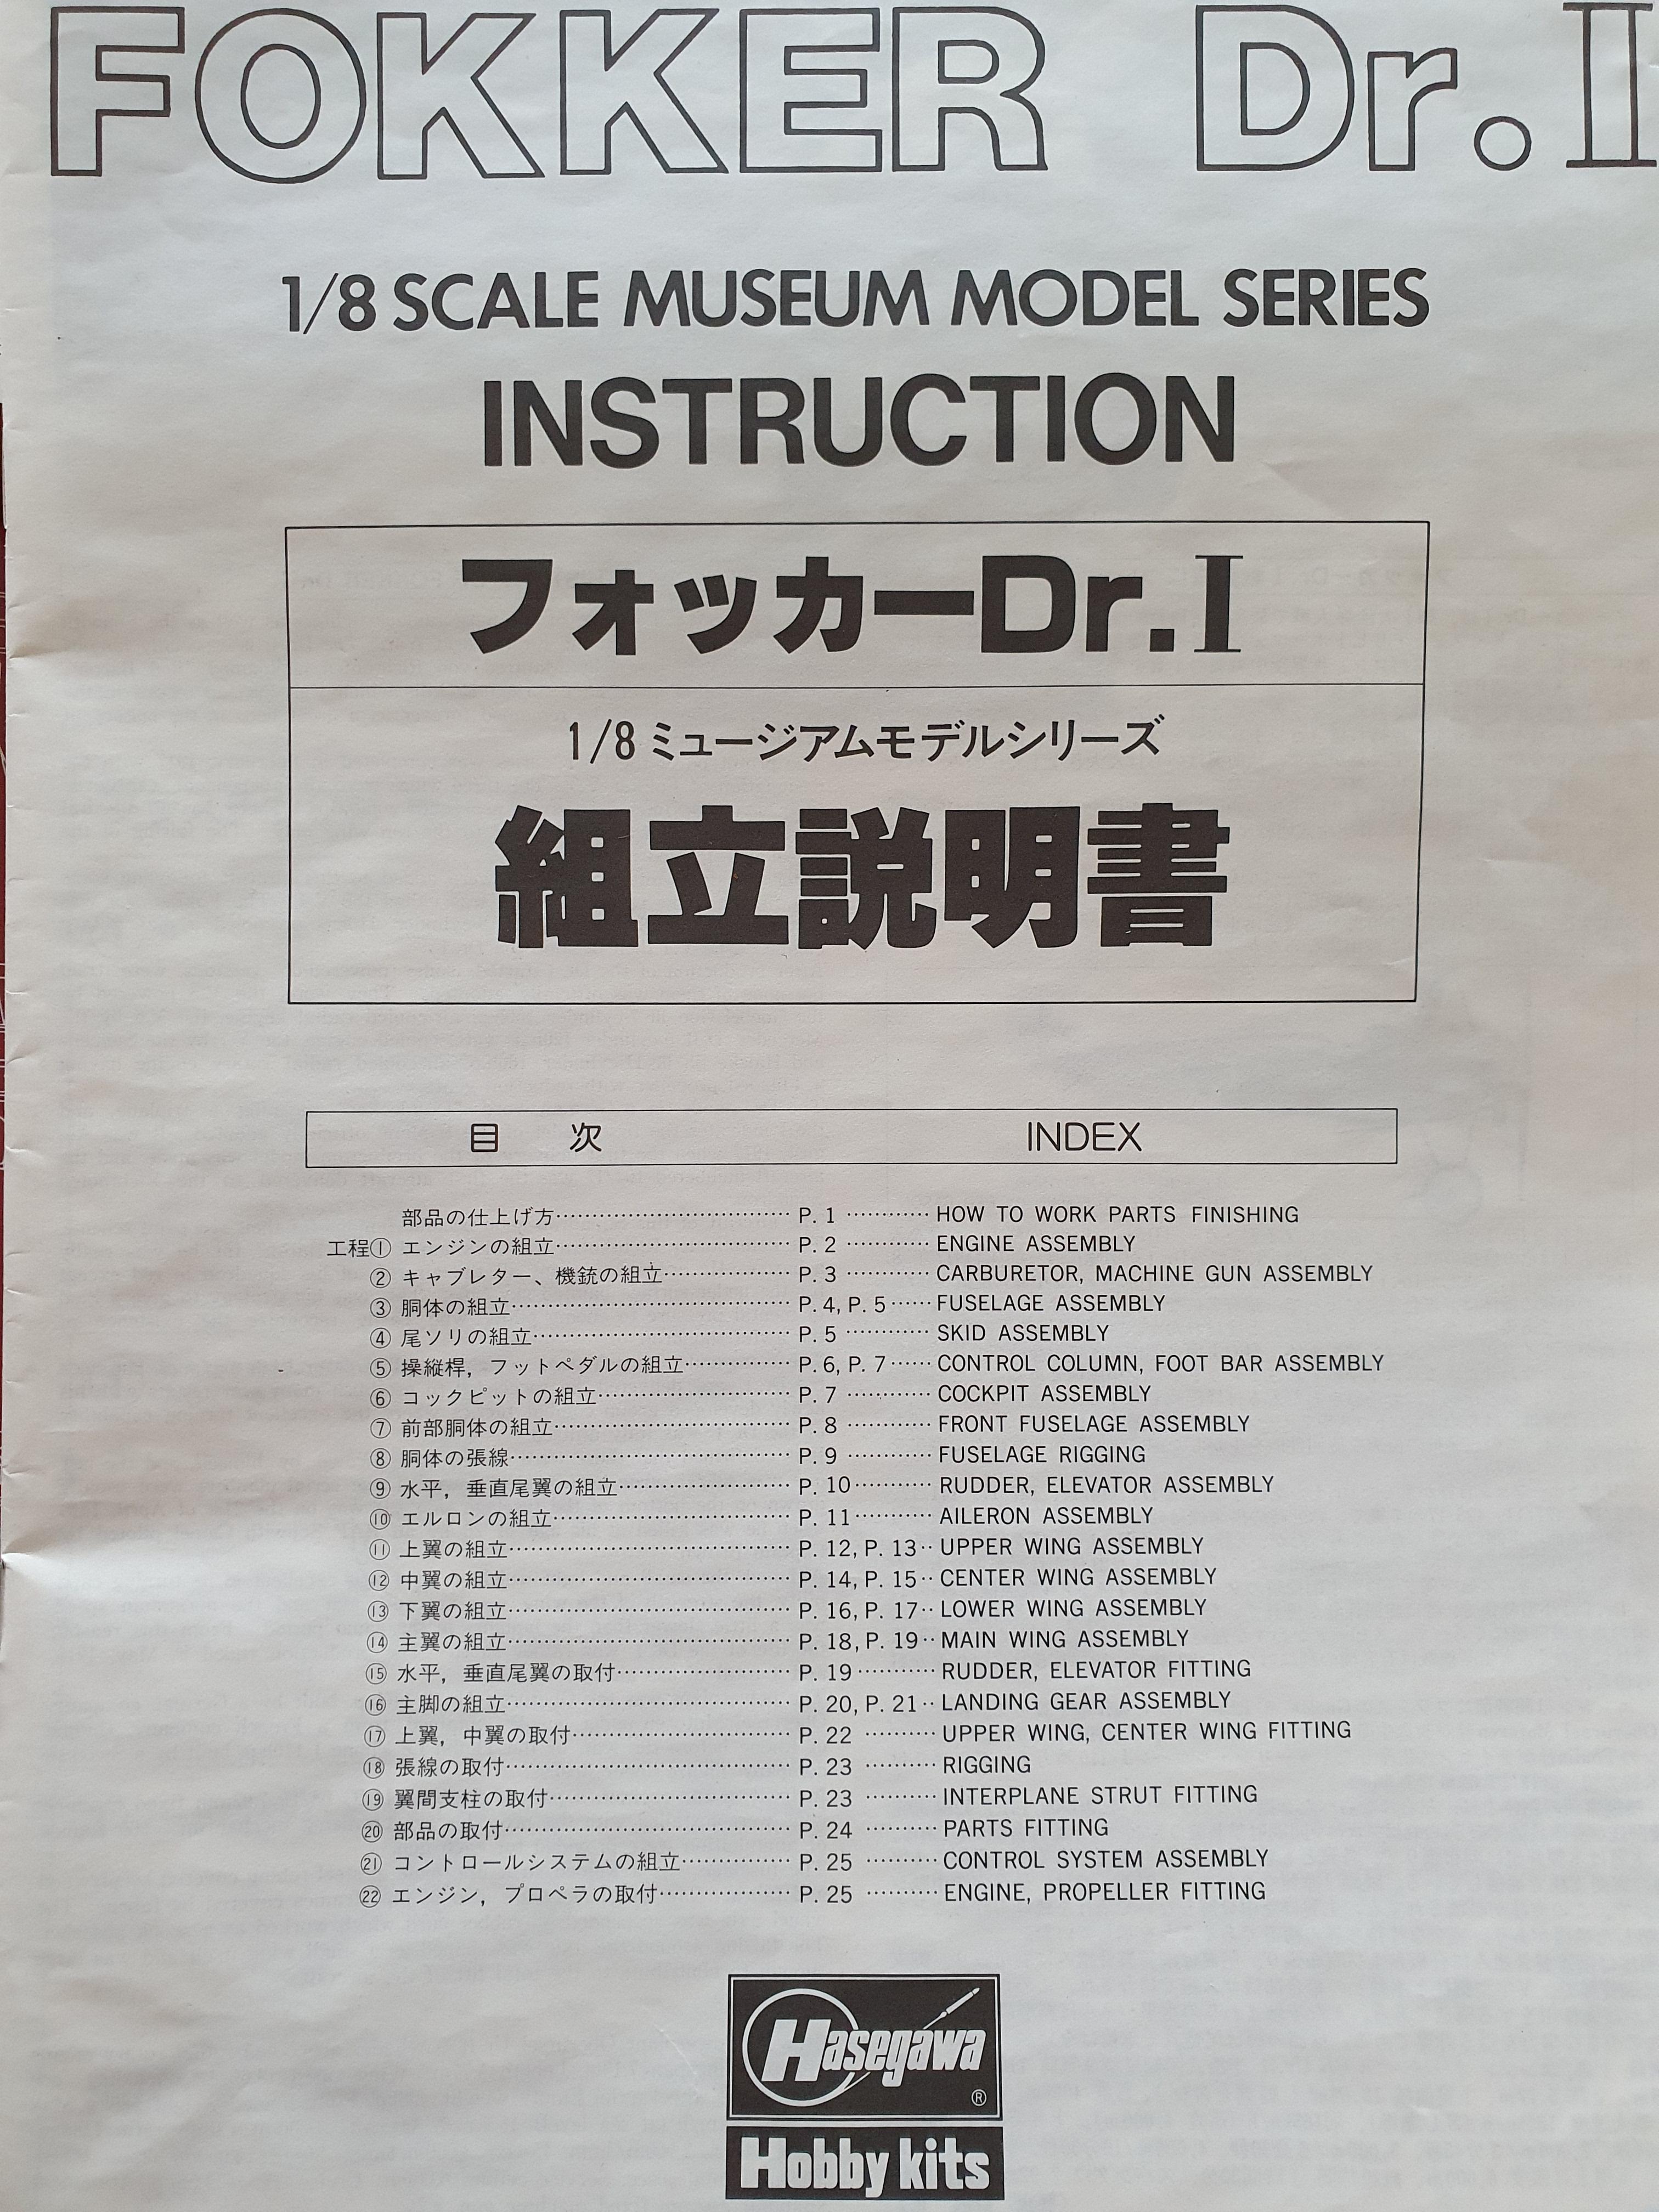 FOKKER Dr.I
1/8 SCALE MUSEUM MODEL SERIES
INSTRUCTION
フォッカーDr.I
1/8 ミュージアムモデルシリーズ
組立説明書
目 次 INDEX
部品の仕上げ方…………………………… P. 1 ………… HOW TO WORK PARTS FINISHING
工程① エンジンの組立…………………………… P. 2 ………… ENGINE ASSEMBLY
② キャブレター、機銃の組立……………… P. 3 ………… CARBURETOR, MACHINE GUN ASSEMBLY
③ 胴体の組立………………………………… P. 4, P. 5 …… FUSELAGE ASSEMBLY
④ 尾ソリの組立……………………………… P. 5 ………… SKID ASSEMBLY
⑤ 操縦桿，フットペダルの組立…………… P. 6, P. 7 …… CONTROL COLUMN, FOOT BAR ASSEMBLY
⑥ コックピットの組立……………………… P. 7 ………… COCKPIT ASSEMBLY
⑦ 前部胴体の組立…………………………… P. 8 ………… FRONT FUSELAGE ASSEMBLY
⑧ 胴体の張線………………………………… P. 9 ………… FUSELAGE RIGGING
⑨ 水平，垂直尾翼の組立…………………… P. 10 ………… RUDDER, ELEVATOR ASSEMBLY
⑩ エルロンの組立…………………………… P. 11 ………… AILERON ASSEMBLY
⑪ 上翼の組立………………………………… P. 12, P. 13 ‥ UPPER WING ASSEMBLY
⑫ 中翼の組立………………………………… P. 14, P. 15 ‥ CENTER WING ASSEMBLY
⑬ 下翼の組立………………………………… P. 16, P. 17 ‥ LOWER WING ASSEMBLY
⑭ 主翼の組立………………………………… P. 18, P. 19 ‥ MAIN WING ASSEMBLY
⑮ 水平，垂直尾翼の取付…………………… P. 19 ………… RUDDER, ELEVATOR FITTING
⑯ 主脚の組立………………………………… P. 20, P. 21 ‥ LANDING GEAR ASSEMBLY
⑰ 上翼，中翼の取付………………………… P. 22 ………… UPPER WING, CENTER WING FITTING
⑱ 張線の取付………………………………… P. 23 ………… RIGGING
⑲ 翼間支柱の取付…………………………… P. 23 ………… INTERPLANE STRUT FITTING
⑳ 部品の取付………………………………… P. 24 ………… PARTS FITTING
㉑ コントロールシステムの組立…………… P. 25 ………… CONTROL SYSTEM ASSEMBLY
㉒ エンジン，プロペラの取付……………… P. 25 ………… ENGINE, PROPELLER FITTING
Hasegawa
®
Hobby kits